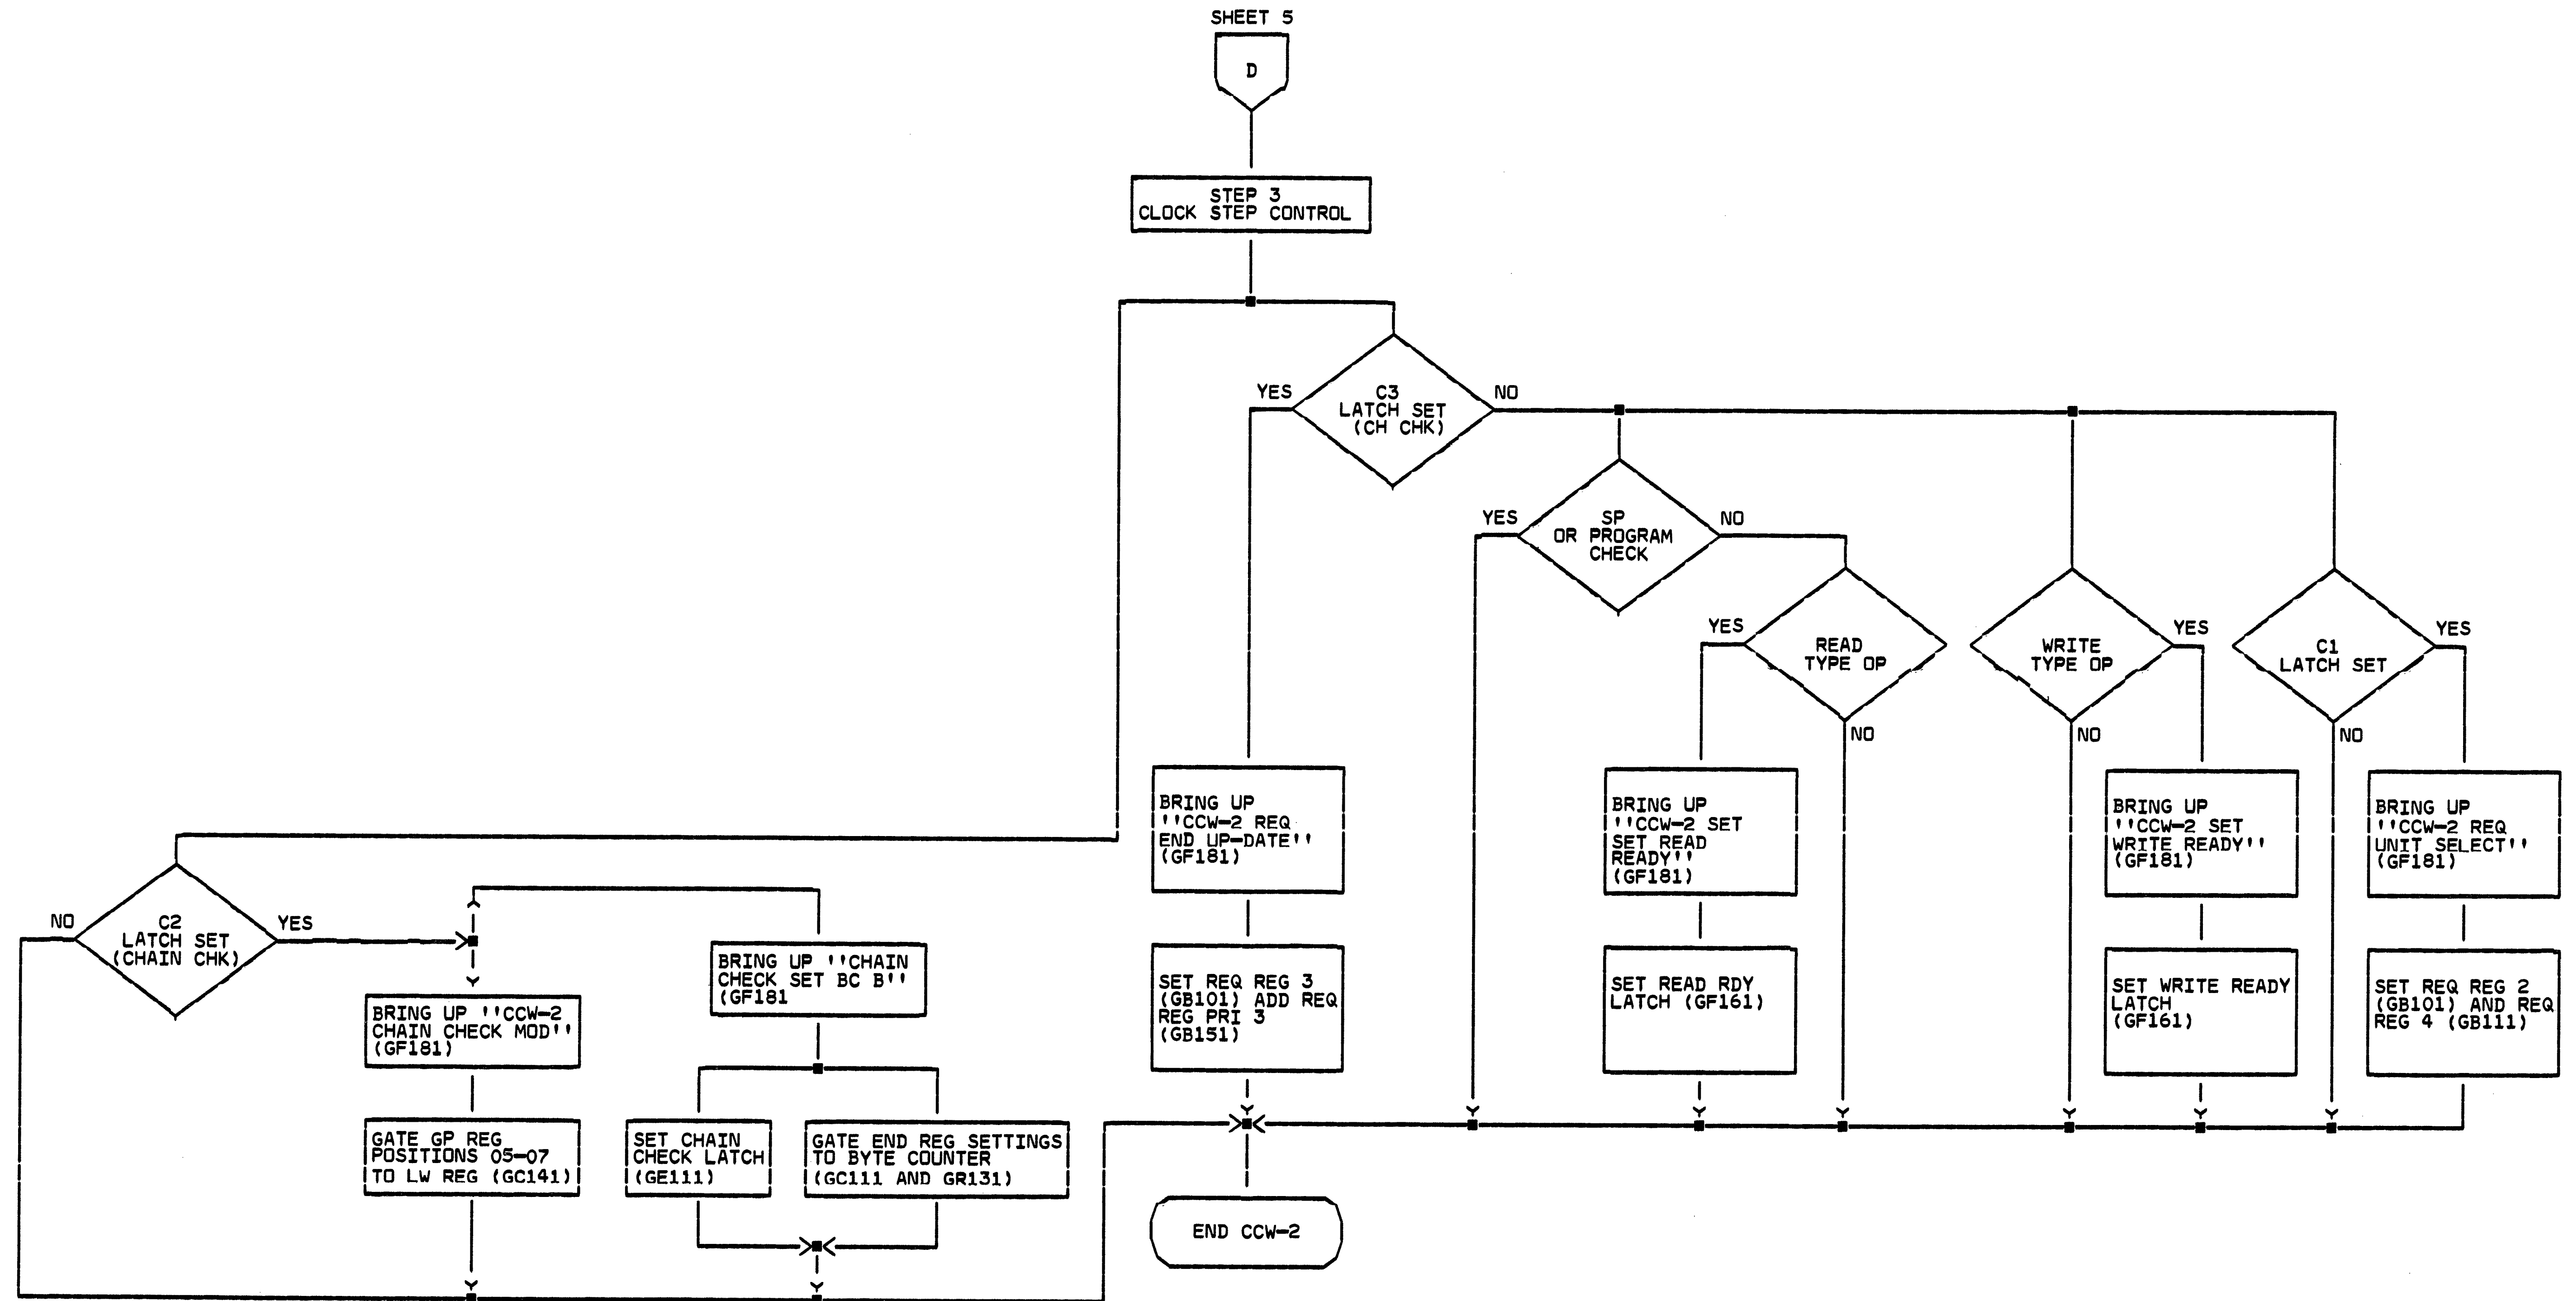 SHEET 5
D
STEP 3
CLOCK STEP CONTROL
YES
C3
LATCH SET
(CH CHK)
NO
YES
SP
OR PROGRAM
CHECK
NO
YES
READ
TYPE OP
NO
WRITE
TYPE OP
YES
NO
C1
LATCH SET
YES
NO
BRING UP
''CCW-2 REQ
END UP-DATE''
(GF181)
BRING UP
''CCW-2 SET
SET READ
READY''
(GF181)
BRING UP
''CCW-2 SET
WRITE READY''
(GF181)
BRING UP
''CCW-2 REQ
UNIT SELECT''
(GF181)
NO
C2
LATCH SET
(CHAIN CHK)
YES
BRING UP ''CCW-2
CHAIN CHECK MOD''
(GF181)
BRING UP ''CHAIN
CHECK SET BC B''
(GF181
SET REQ REG 3
(GB101) ADD REQ
REG PRI 3
(GB151)
SET READ RDY
LATCH (GF161)
SET WRITE READY
LATCH
(GF161)
SET REQ REG 2
(GB101) AND REQ
REG 4 (GB111)
GATE GP REG
POSITIONS 05-07
TO LW REG (GC141)
SET CHAIN
CHECK LATCH
(GE111)
GATE END REG SETTINGS
TO BYTE COUNTER
(GC111 AND GR131)
END CCW-2